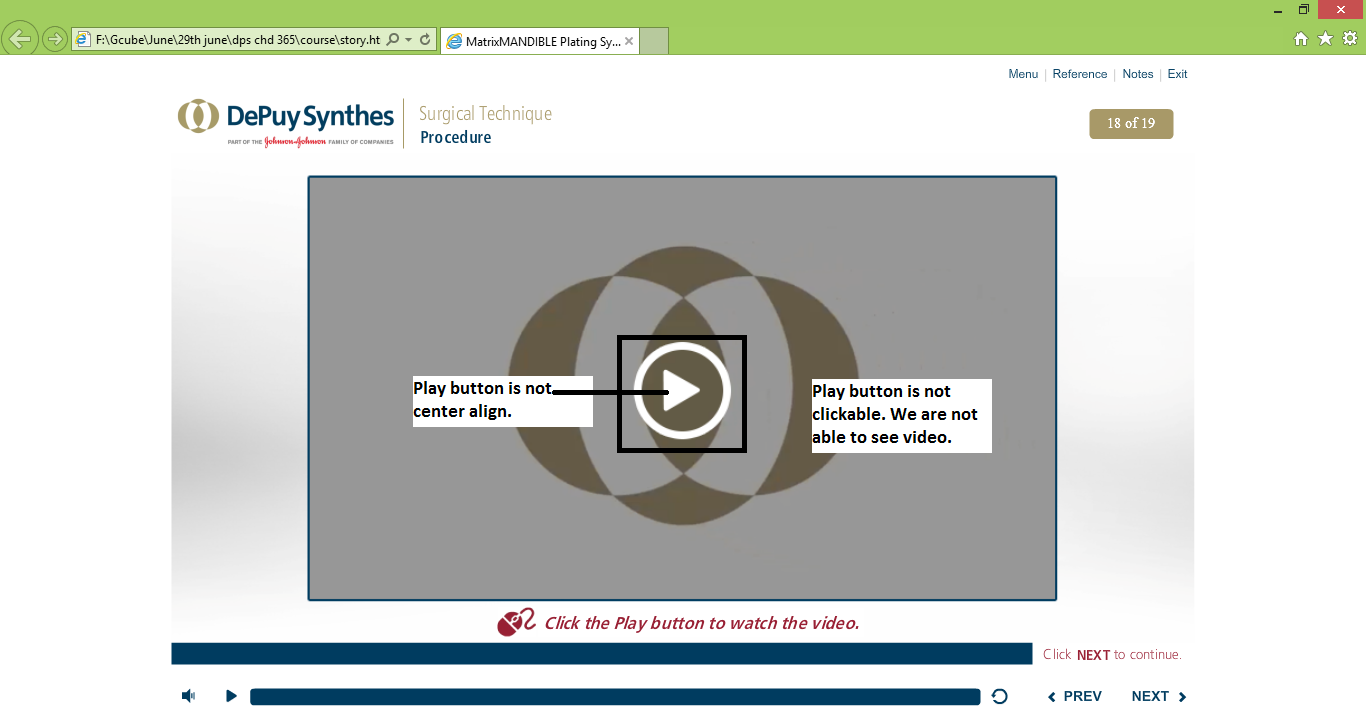 F:\Gcube\June\29th june\dps chd 365\course\story.ht
MatrixMANDIBLE Plating Sy...
Menu | Reference | Notes | Exit
DePuy Synthes
PART OF THE Johnson & Johnson FAMILY OF COMPANIES
Surgical Technique
Procedure
18 of 19
Play button is not
center align.
Play button is not
clickable. We are not
able to see video.
Click the Play button to watch the video.
Click NEXT to continue.
PREV
NEXT